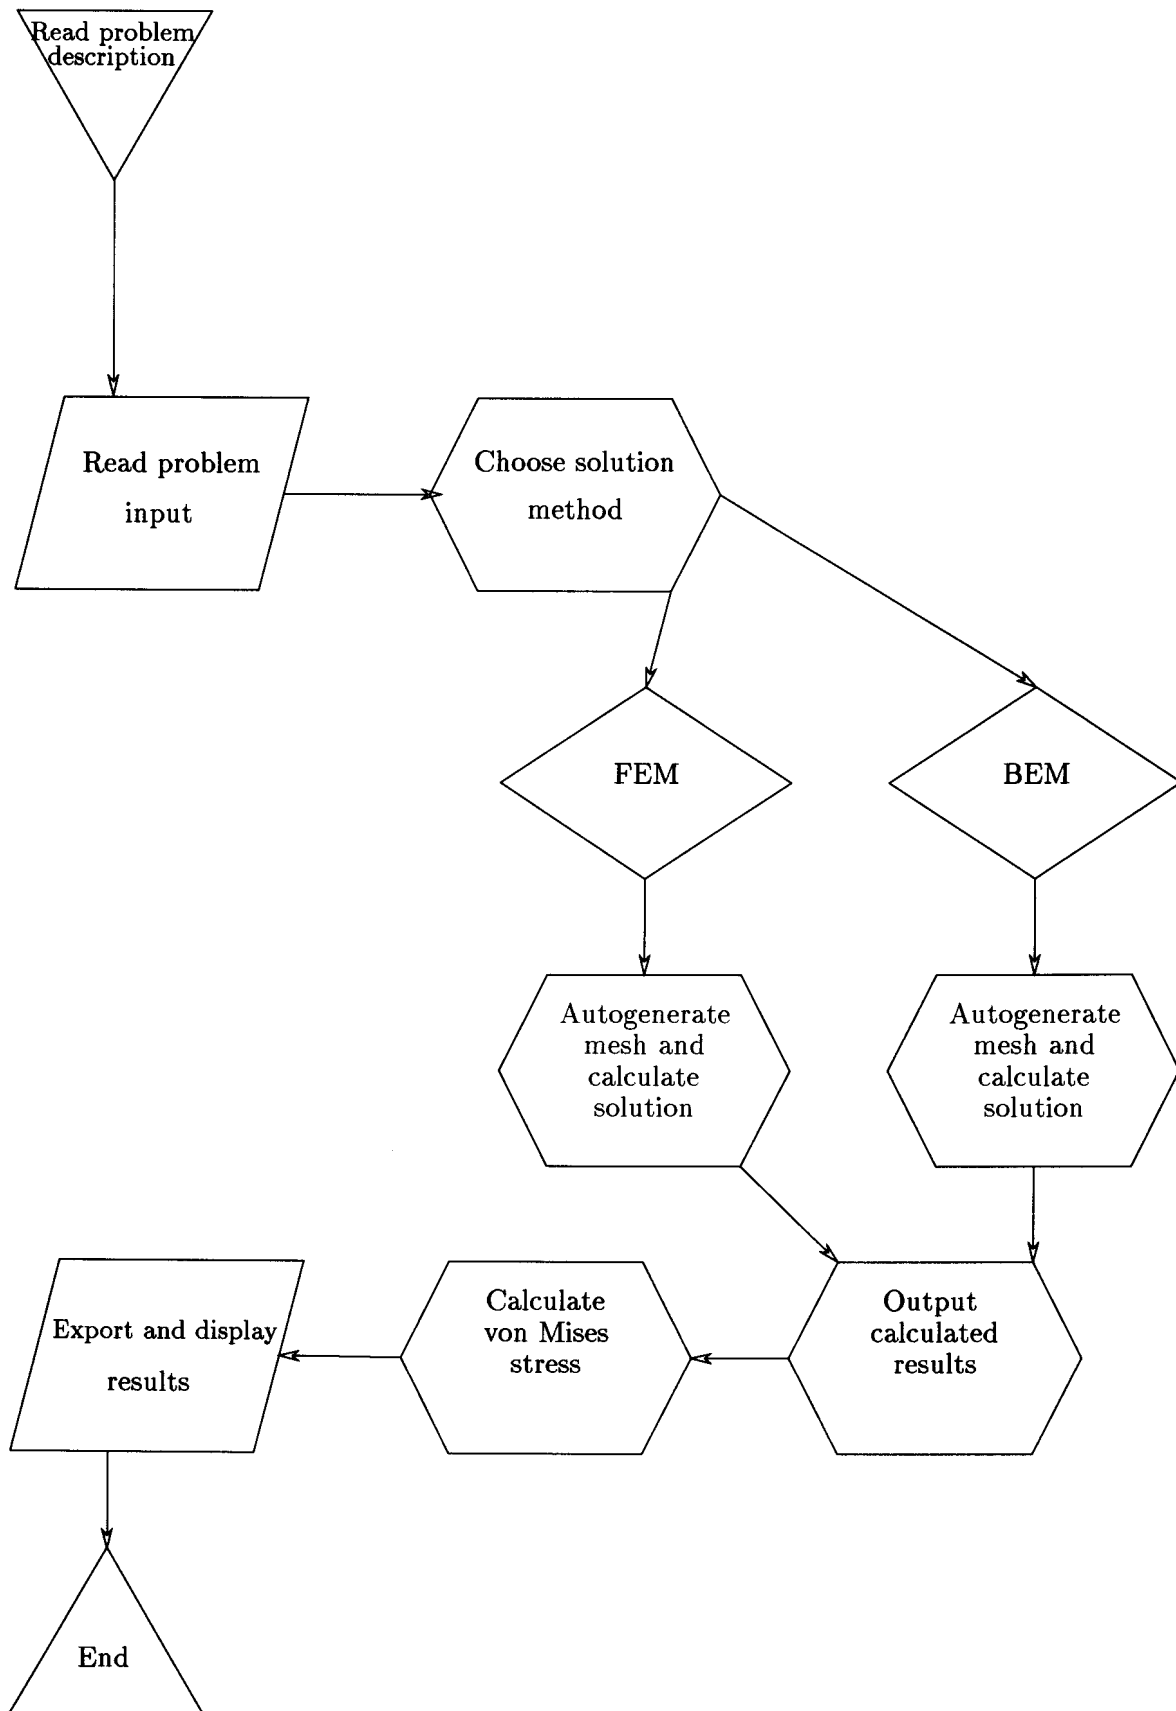 Read problem
description
Read problem
input
Choose solution
method
FEM
BEM
Autogenerate
mesh and
calculate
solution
Autogenerate
mesh and
calculate
solution
Export and display
results
Calculate
von Mises
stress
Output
calculated
results
End